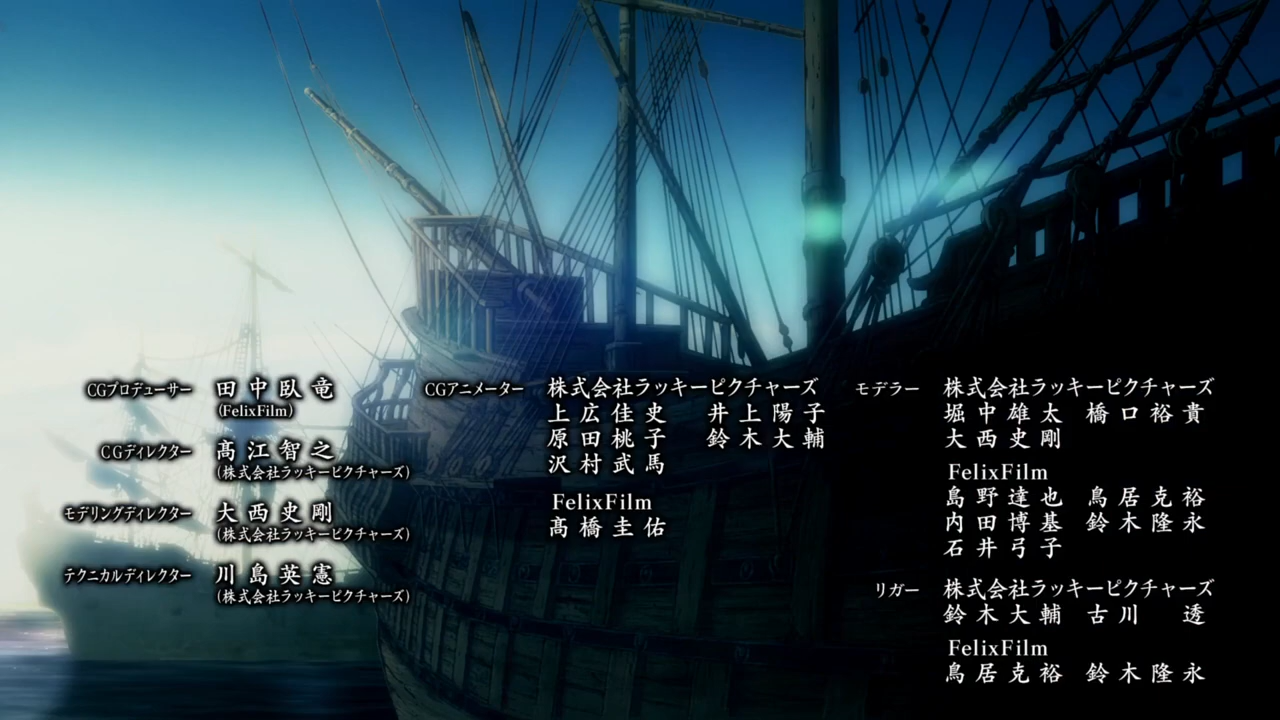 CGプロデューサー 田中臥竜
(FelixFilm)
CGディレクター 髙江智之
(株式会社ラッキーピクチャーズ)
モデリングディレクター 大西史剛
(株式会社ラッキーピクチャーズ)
テクニカルディレクター 川島英憲
(株式会社ラッキーピクチャーズ)
CGアニメーター 株式会社ラッキーピクチャーズ
上広佳史 井上陽子
原田桃子 鈴木大輔
沢村武馬
FelixFilm
髙橋圭佑
モデラー 株式会社ラッキーピクチャーズ
堀中雄太 橋口裕貴
大西史剛
FelixFilm
島野達也 鳥居克裕
内田博基 鈴木隆永
石井弓子
リガー 株式会社ラッキーピクチャーズ
鈴木大輔 古川 透
FelixFilm
鳥居克裕 鈴木隆永